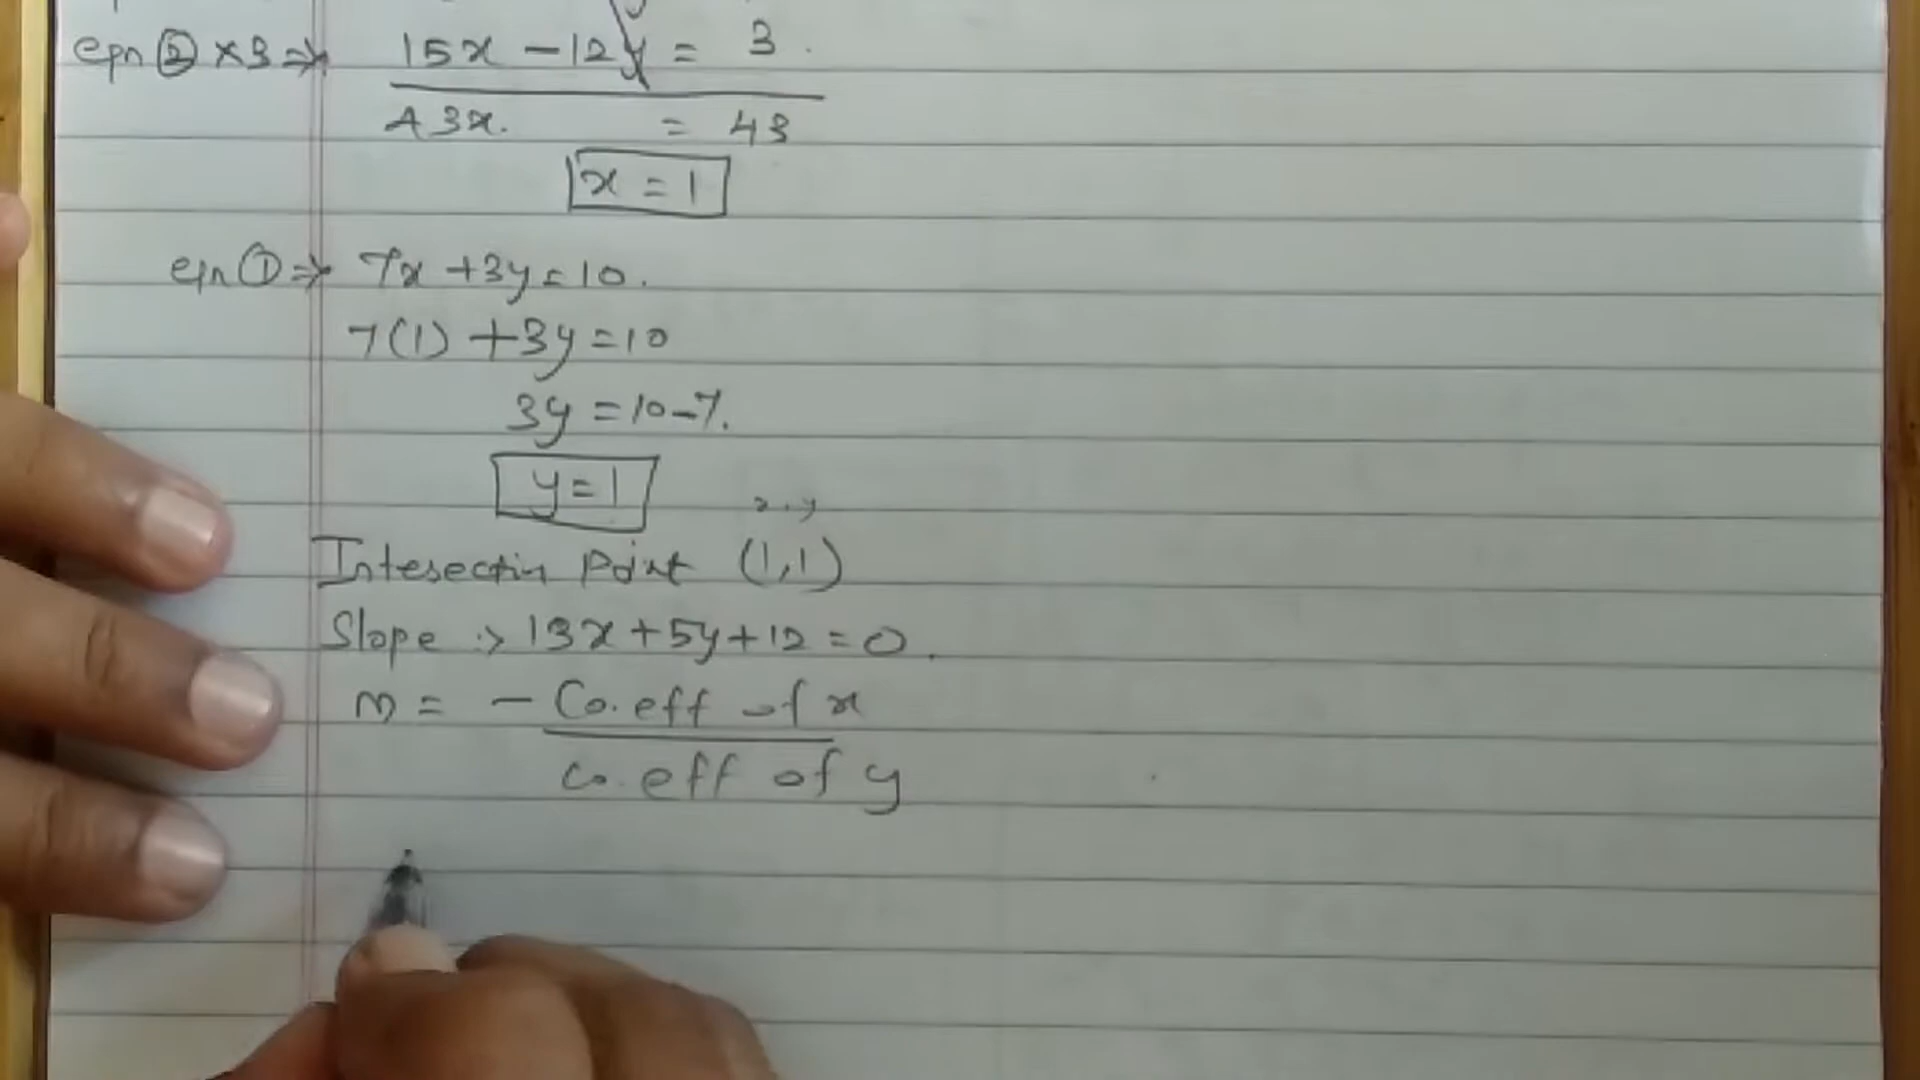 eqn ② × 3 ⇒ 15x - 12y = 3.
43x. = 43
x = 1
eqn ① ⇒ 7x + 3y = 10.
7(1) + 3y = 10
3y = 10 - 7.
y = 1
x, y
Intesection Point (1,1)
Slope :> 13x + 5y + 12 = 0.
m = - Co.eff of x
co.eff of y